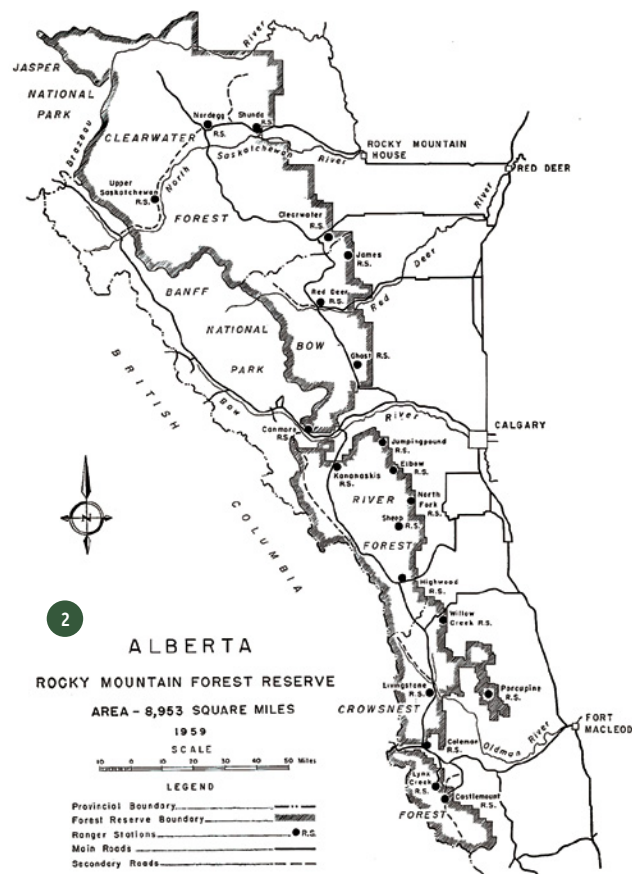 River
JASPER
NATIONAL
PARK
Brazeau
CLEARWATER
Nordegg
R.S.
Shunda
R.S.
North
Saskatchewan
River
ROCKY MOUNTAIN
HOUSE
RED DEER
River
Upper
Saskatchewan
R.S.
FOREST
Clearwater
R.S.
James
R.S.
Deer
Red
Red Deer
R.S.
BANFF
NATIONAL
PARK
BOW
Ghost R.S.
BRITISH
COLUMBIA
Bow
River
Canmore
R.S.
CALGARY
Jumpingpound
R.S.
Elbow
R.S.
Kananaskis
R.S.
RIVER
North
Fork
R.S.
Sheep
R.S.
FOREST
Highwood
R.S.
Willow
Creek R.S.
N
2
Livingstone
R.S.
Porcupine
R.S.
CROWSNEST
Oldman River
FORT
MACLEOD
Coleman
R.S.
Lynx
Creek
R.S.
Castlemount
R.S.
FOREST
ALBERTA
ROCKY MOUNTAIN FOREST RESERVE
AREA - 8,953 SQUARE MILES
1959
SCALE
10 0 10 20 30 40 50 Miles
LEGEND
Provincial Boundary
Forest Reserve Boundary
Ranger Stations R.S.
Main Roads
Secondary Roads